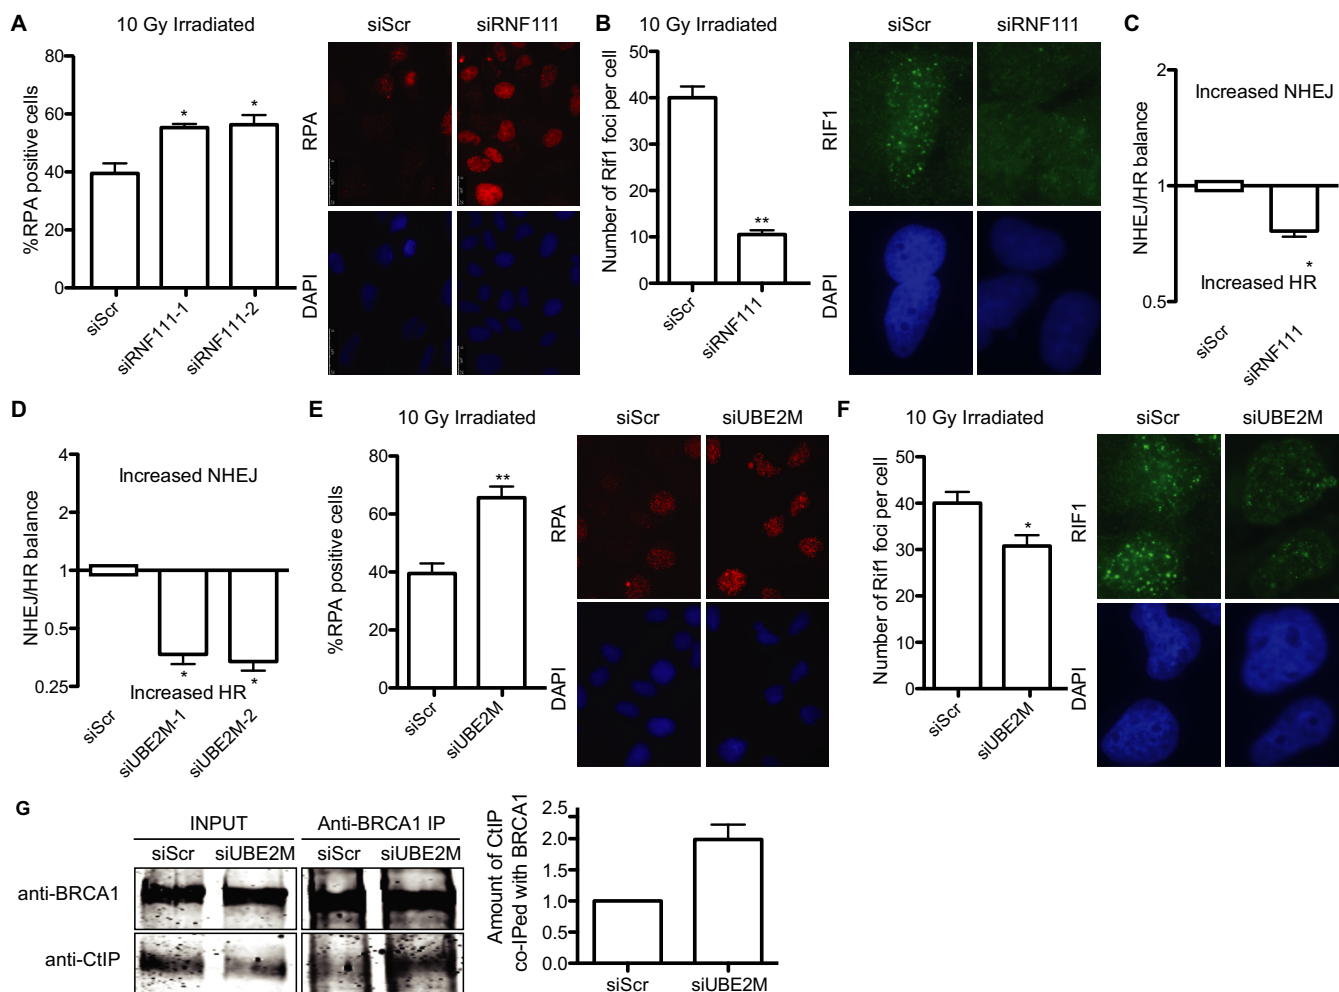 A
10 Gy Irradiated
%RPA positive cells
80
60
40
20
0
*
*
siScr
siRNF111-1
siRNF111-2
siScr
siRNF111
RPA
DAPI
B
10 Gy Irradiated
Number of Rif1 foci per cell
50
40
30
20
10
0
**
siScr
siRNF111
siScr
siRNF111
RIF1
DAPI
C
NHEJ/HR balance
2
1
0.5
Increased NHEJ
*
Increased HR
siScr
siRNF111
D
NHEJ/HR balance
4
2
1
0.5
0.25
Increased NHEJ
*
*
Increased HR
siScr
siUBE2M-1
siUBE2M-2
E
10 Gy Irradiated
%RPA positive cells
80
60
40
20
0
**
siScr
siUBE2M
siScr
siUBE2M
RPA
DAPI
F
10 Gy Irradiated
Number of Rif1 foci per cell
50
40
30
20
10
0
*
siScr
siUBE2M
siScr
siUBE2M
RIF1
DAPI
G
INPUT
Anti-BRCA1 IP
siScr
siUBE2M
siScr
siUBE2M
anti-BRCA1
anti-CtIP
Amount of CtIP
co-IPed with BRCA1
2.5
2.0
1.5
1.0
0.5
0.0
siScr
siUBE2M